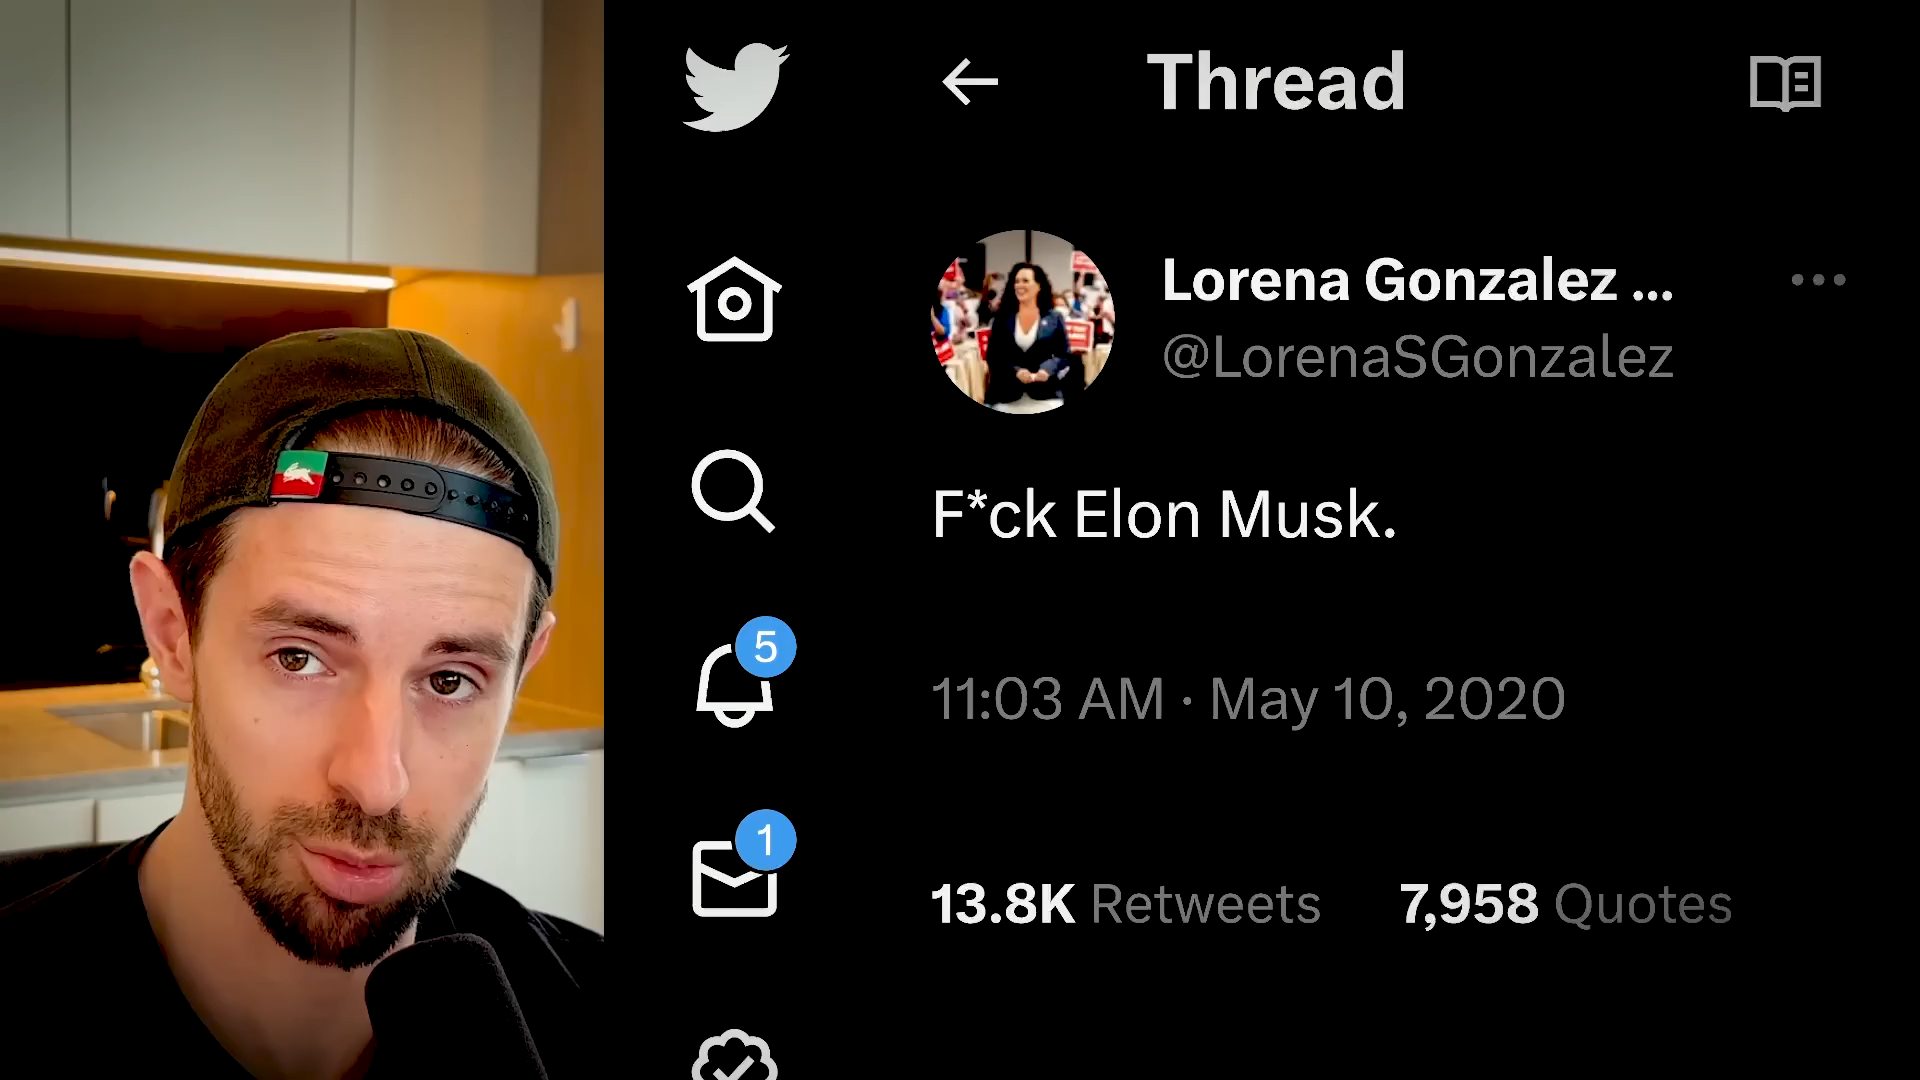 Thread
Lorena Gonzalez ...
@LorenaSGonzalez
F*ck Elon Musk.
5
11:03 AM · May 10, 2020
1
13.8K Retweets 7,958 Quotes